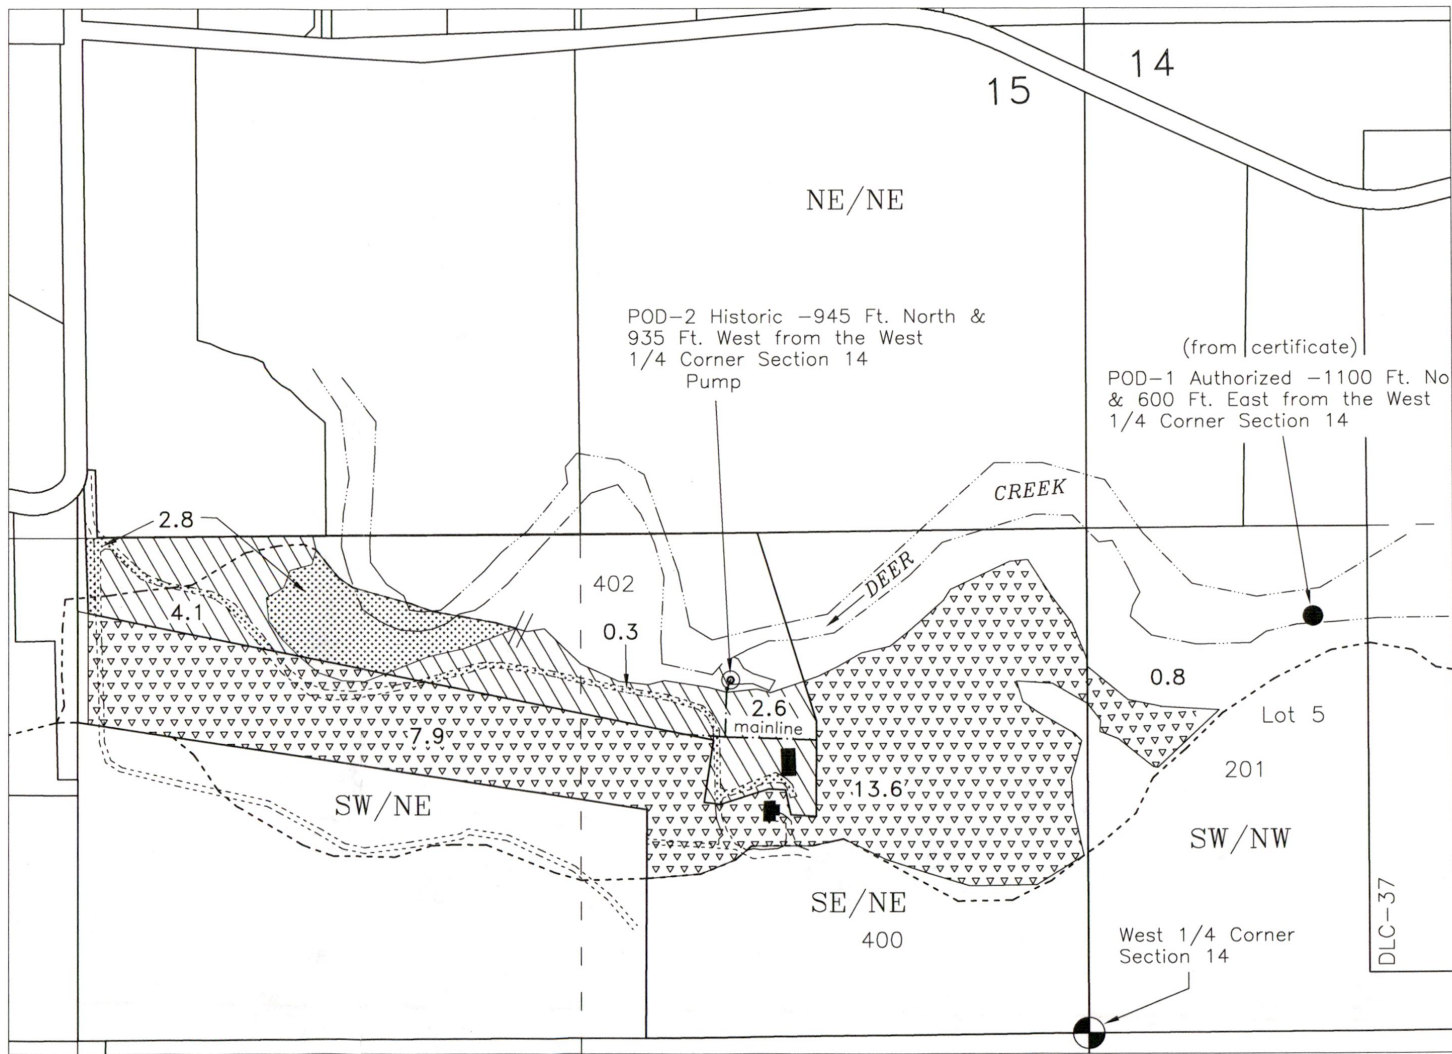 14
15
NE/NE
POD-2 Historic -945 Ft. North &
935 Ft. West from the West
1/4 Corner Section 14
Pump
(from certificate)
POD-1 Authorized -1100 Ft. No
& 600 Ft. East from the West
1/4 Corner Section 14
CREEK
DEER
2.8
402
4.1
0.3
0.8
2.6
mainline
Lot 5
7.9
201
13.6
SW/NE
SW/NW
SE/NE
400
West 1/4 Corner
Section 14
DLC-37